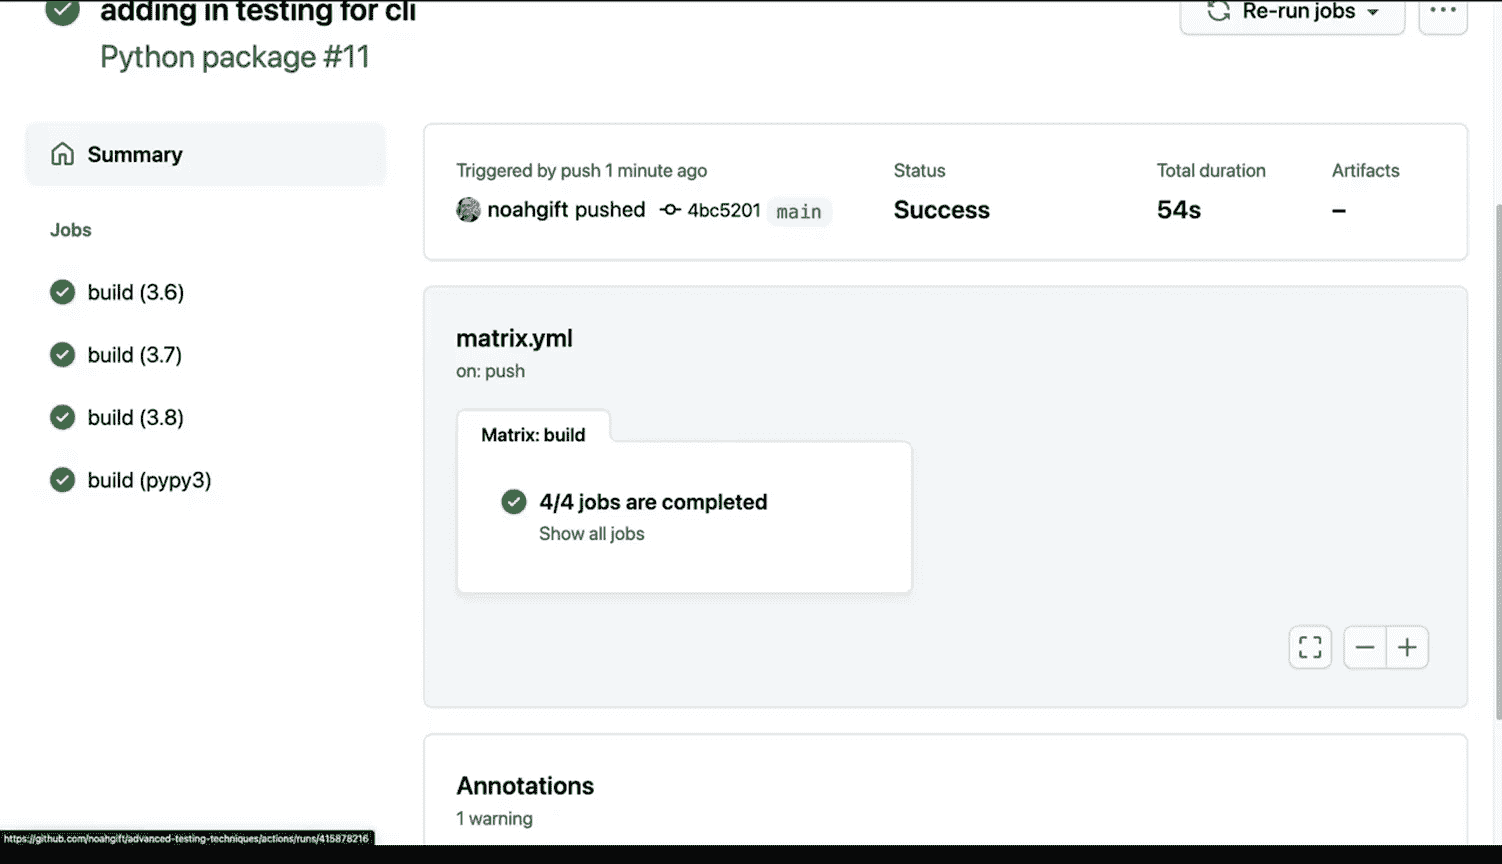 adding in testing for cli
Re-run jobs
Python package #11
Summary
Jobs
build (3.6)
build (3.7)
build (3.8)
build (pypy3)
Triggered by push 1 minute ago
noahgift pushed 4bc5201 main
Status
Success
Total duration
54s
Artifacts
–
matrix.yml
on: push
Matrix: build
4/4 jobs are completed
Show all jobs
Annotations
1 warning
https://github.com/noahgift/advanced-testing-techniques/actions/runs/415878216